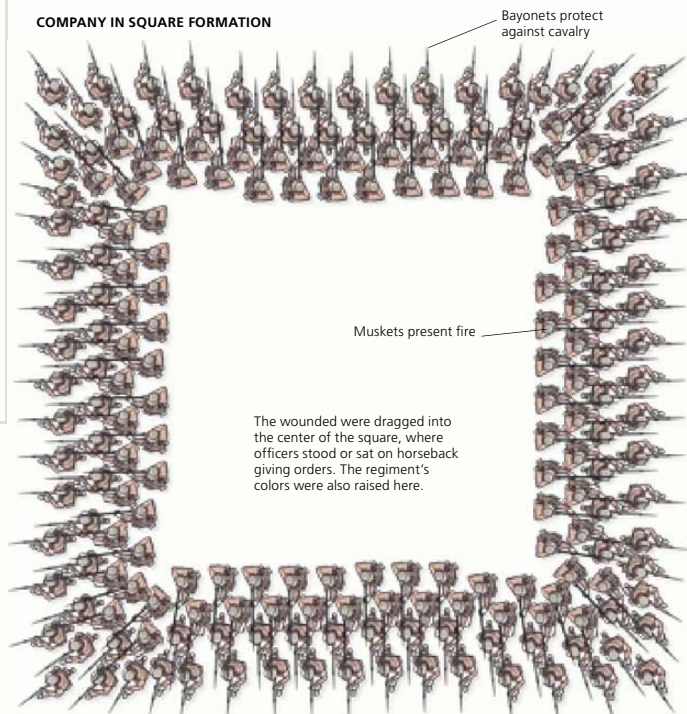 COMPANY IN SQUARE FORMATION
Bayonets protect
against cavalry
Muskets present fire
The wounded were dragged into
the center of the square, where
officers stood or sat on horseback
giving orders. The regiment's
colors were also raised here.